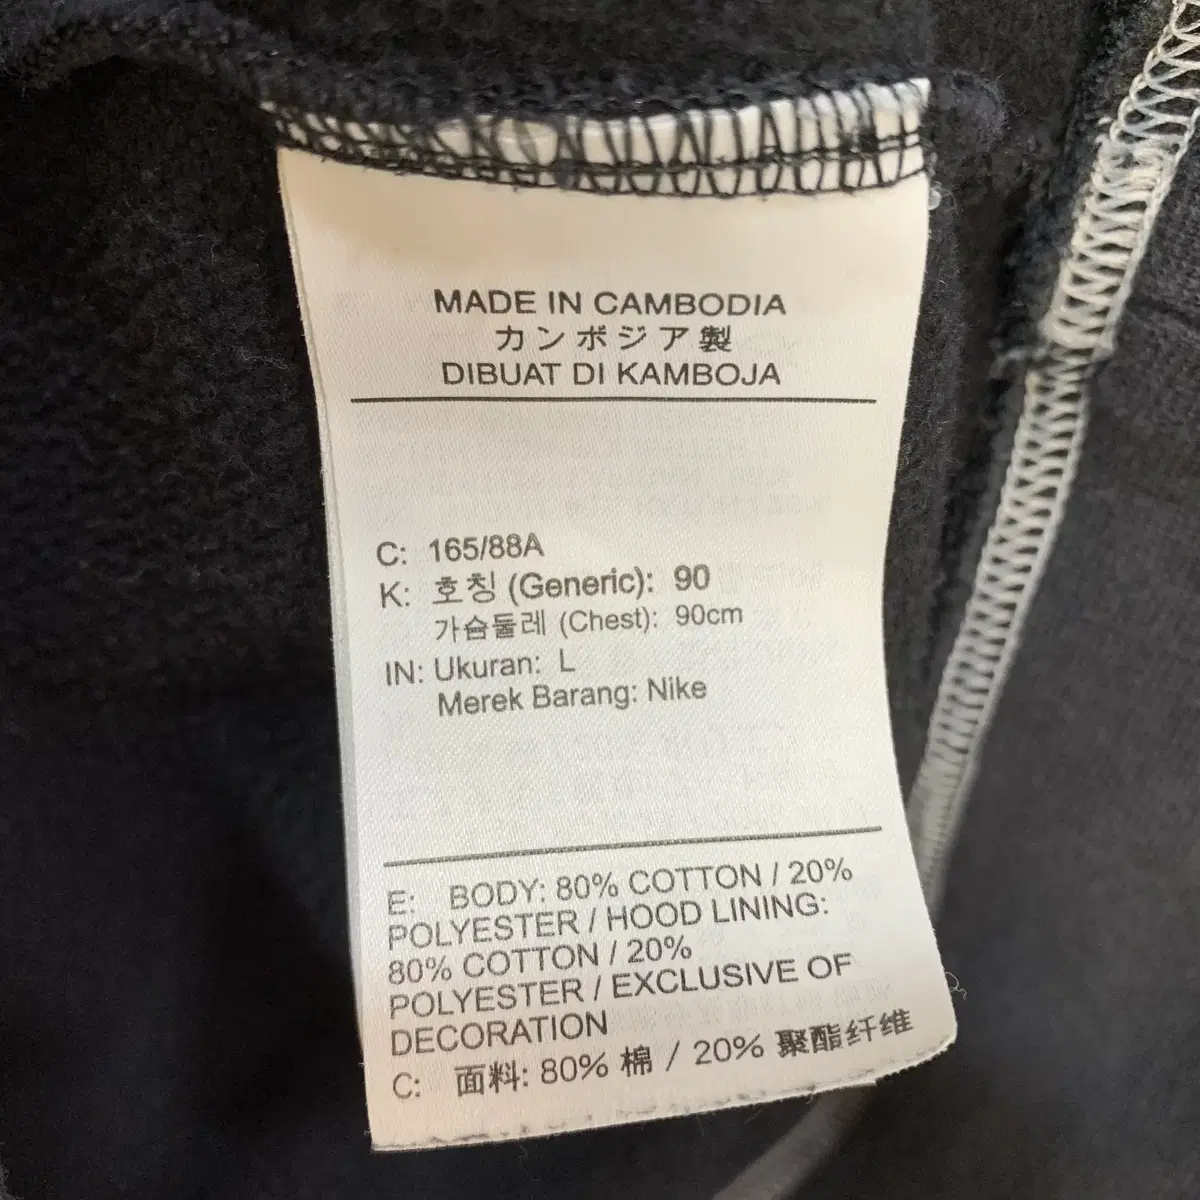 MADE IN CAMBODIA
カンボジア製
DIBUAT DI KAMBOJA
C: 165/88A
K: 호칭 (Generic): 90
가슴둘레 (Chest): 90cm
IN: Ukuran: L
Merek Barang: Nike
E: BODY: 80% COTTON / 20%
POLYESTER / HOOD LINING:
80% COTTON / 20%
POLYESTER / EXCLUSIVE OF
DECORATION
C: 面料: 80% 棉 / 20% 聚酯纤维